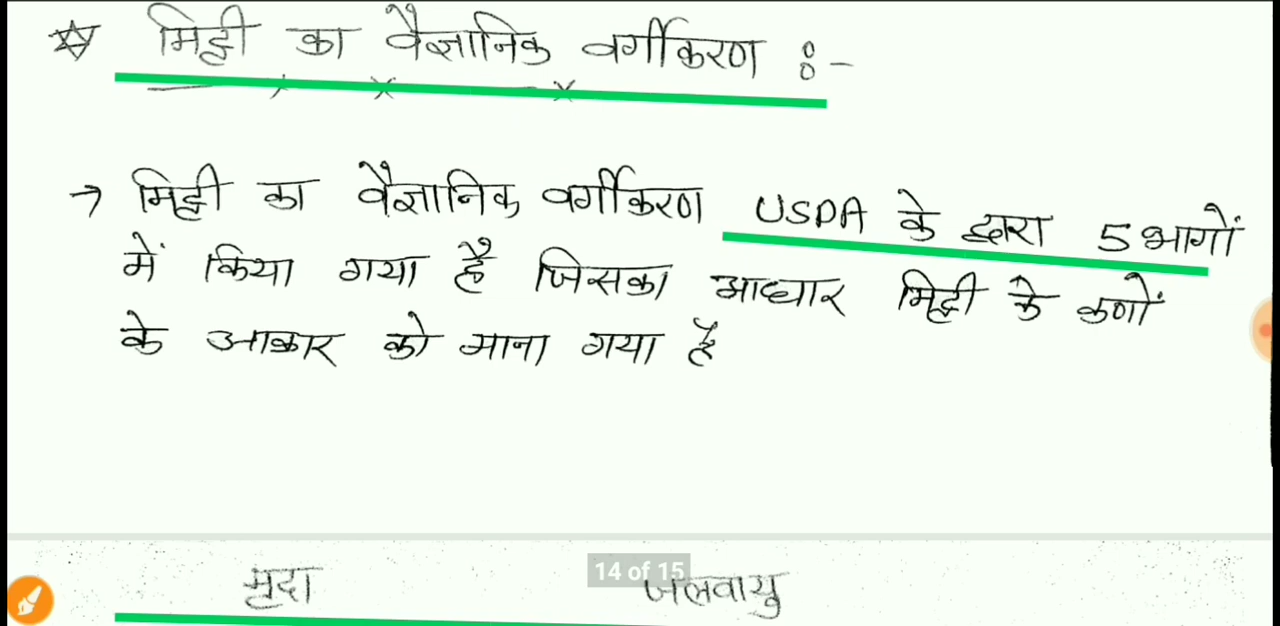 ☆ मिट्टी का वैज्ञानिक वर्गीकरण :-
→ मिट्टी का वैज्ञानिक वर्गीकरण USDA के द्वारा 5 भागों
में किया गया है जिसका आधार मिट्टी के कणों
के आकार को माना गया है
14 of 15
मृदा जलवायु